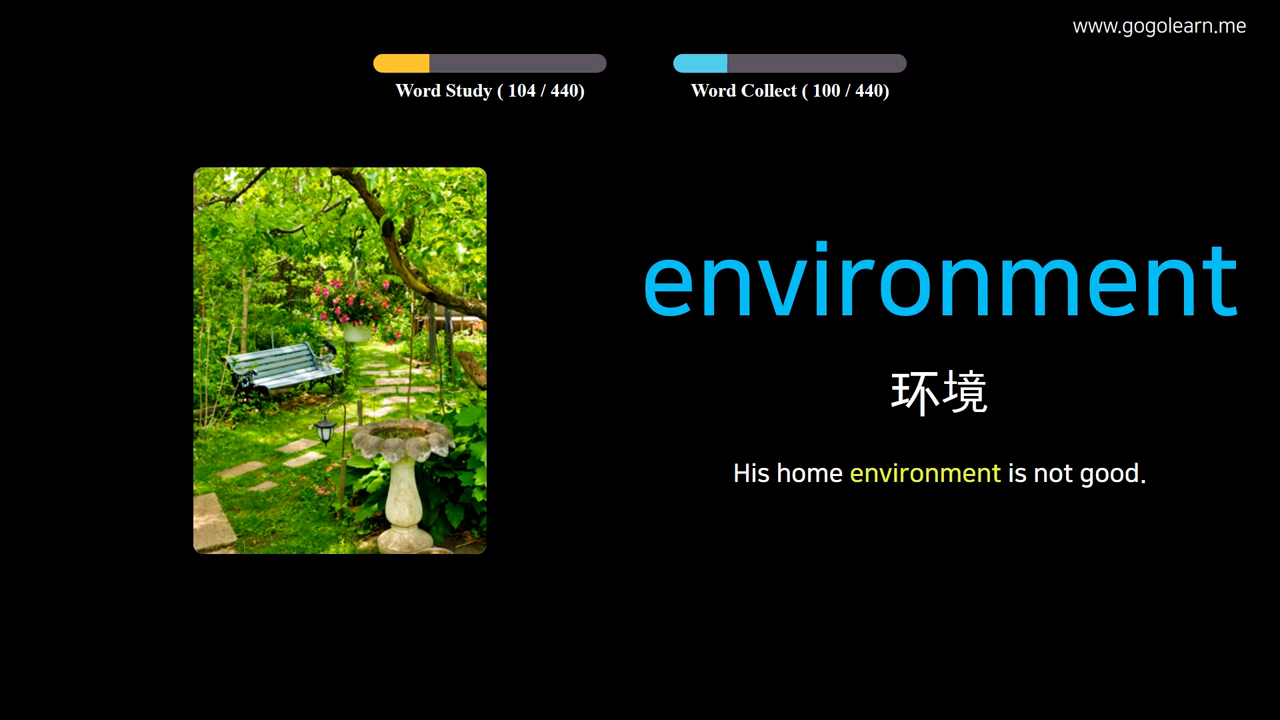 www.gogolearn.me
Word Study ( 104 / 440)
Word Collect ( 100 / 440)
environment
环境
His home environment is not good.